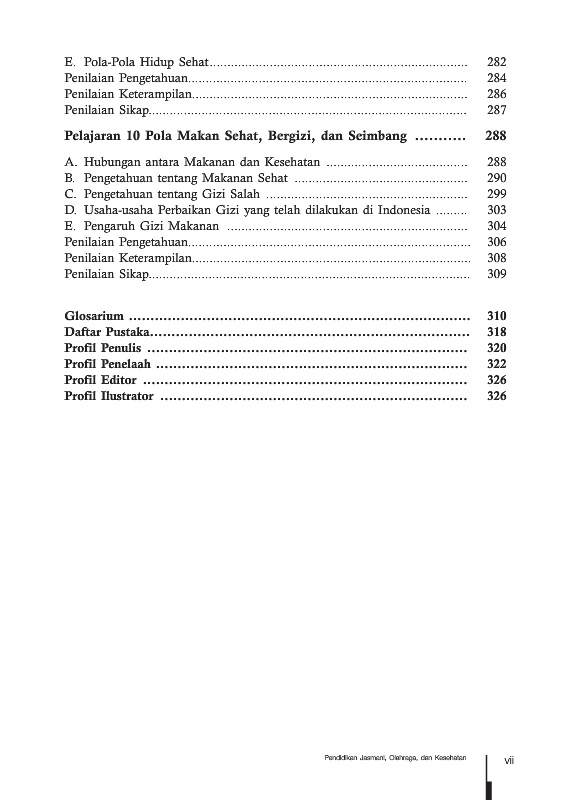 E. Pola-Pola Hidup Sehat........................................................................ 282
Penilaian Pengetahuan............................................................................. 284
Penilaian Keterampilan............................................................................ 286
Penilaian Sikap......................................................................................... 287
Pelajaran 10 Pola Makan Sehat, Bergizi, dan Seimbang ........... 288
A. Hubungan antara Makanan dan Kesehatan ....................................... 288
B. Pengetahuan tentang Makanan Sehat ................................................ 290
C. Pengetahuan tentang Gizi Salah ........................................................ 299
D. Usaha-usaha Perbaikan Gizi yang telah dilakukan di Indonesia ......... 303
E. Pengaruh Gizi Makanan ................................................................... 304
Penilaian Pengetahuan.............................................................................. 306
Penilaian Keterampilan............................................................................. 308
Penilaian Sikap.......................................................................................... 309
Glosarium ............................................................................... 310
Daftar Pustaka.......................................................................... 318
Profil Penulis .......................................................................... 320
Profil Penelaah ........................................................................ 322
Profil Editor ........................................................................... 326
Profil Ilustrator ....................................................................... 326
Pendidikan Jasmani, Olahraga, dan Kesehatan vii